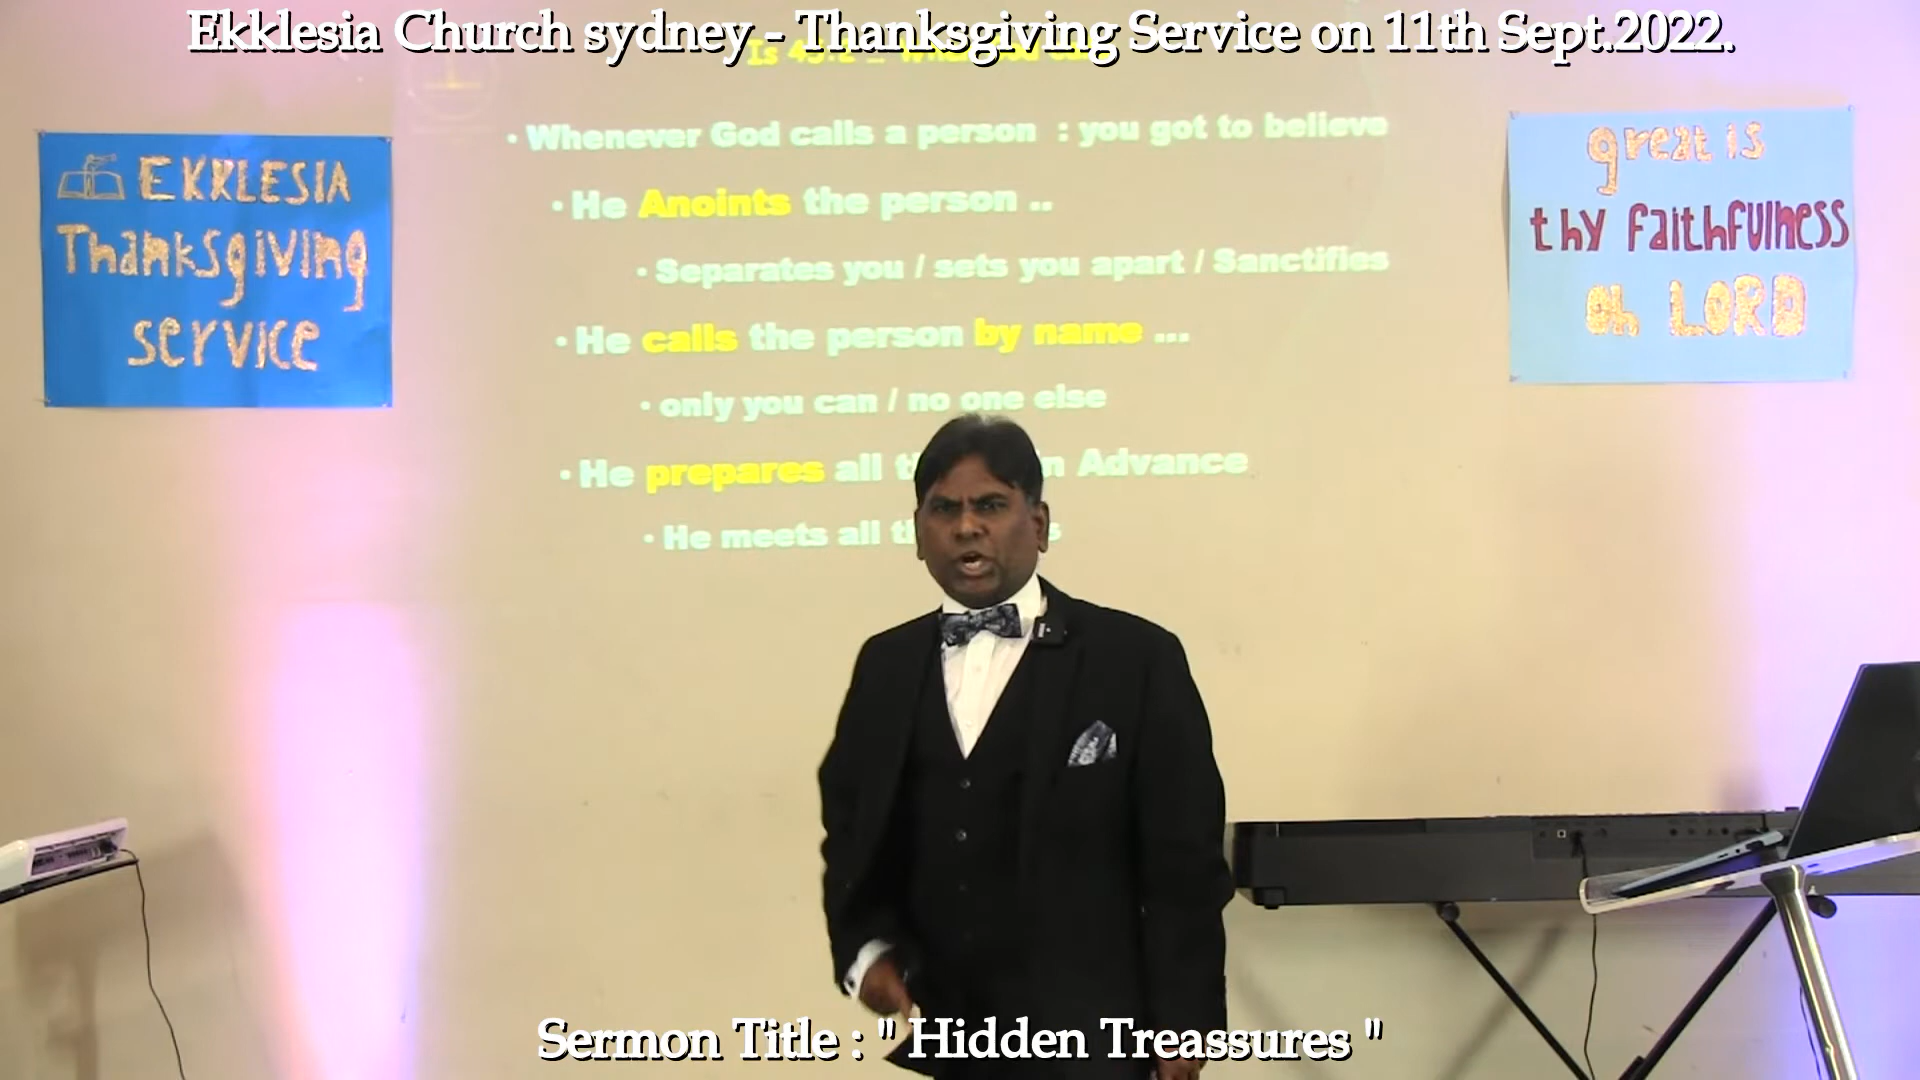 Ekklesia Church sydney - Thanksgiving Service on 11th Sept.2022.
• Whenever God calls a person : you got to believe
• He Anoints the person ..
• Separates you / sets you apart / Sanctifies
• He calls the person by name ...
• only you can / no one else
• He prepares all in Advance
• He meets all
EKKLESIA
Thanksgiving
service
great is
thy faithfulness
oh LORD
Sermon Title : " Hidden Treassures "